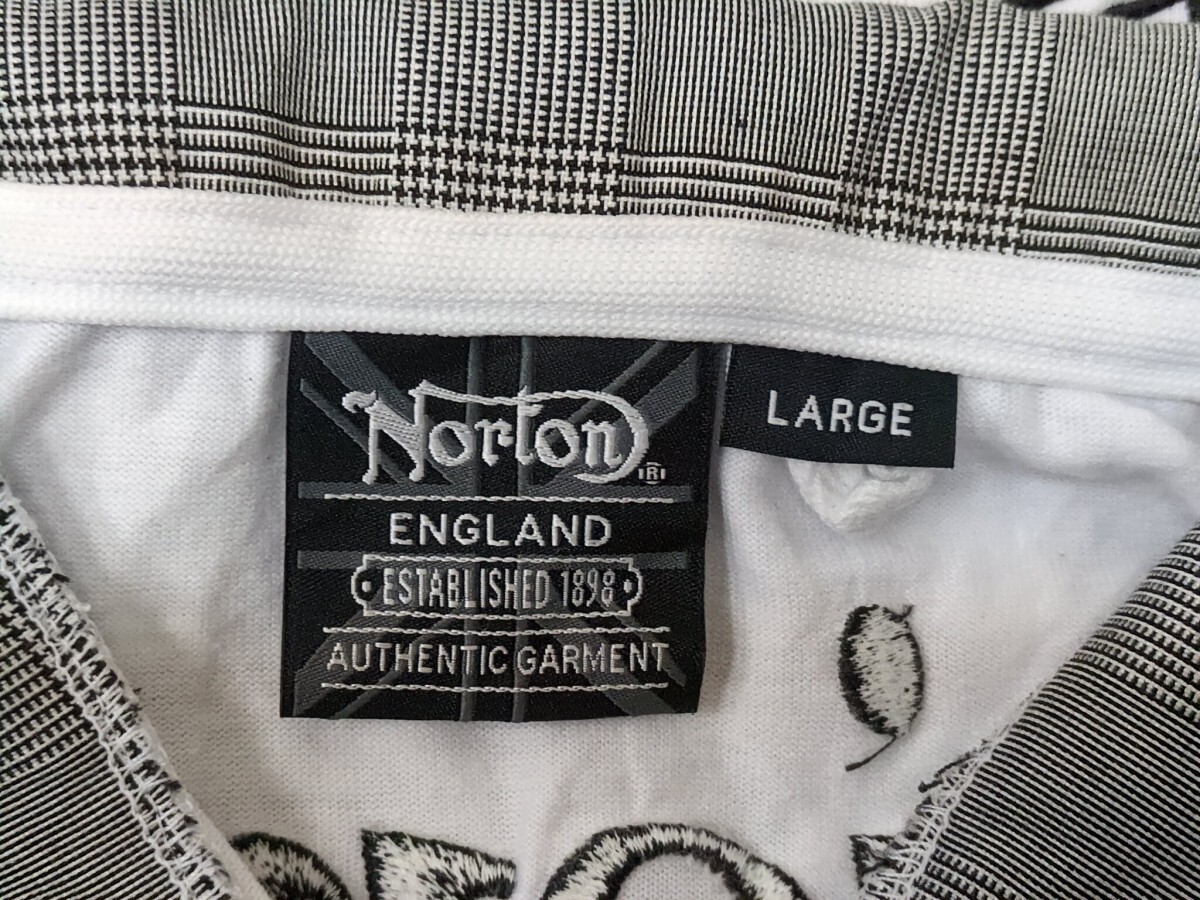 Norton®
LARGE
ENGLAND
ESTABLISHED 1898
AUTHENTIC GARMENT